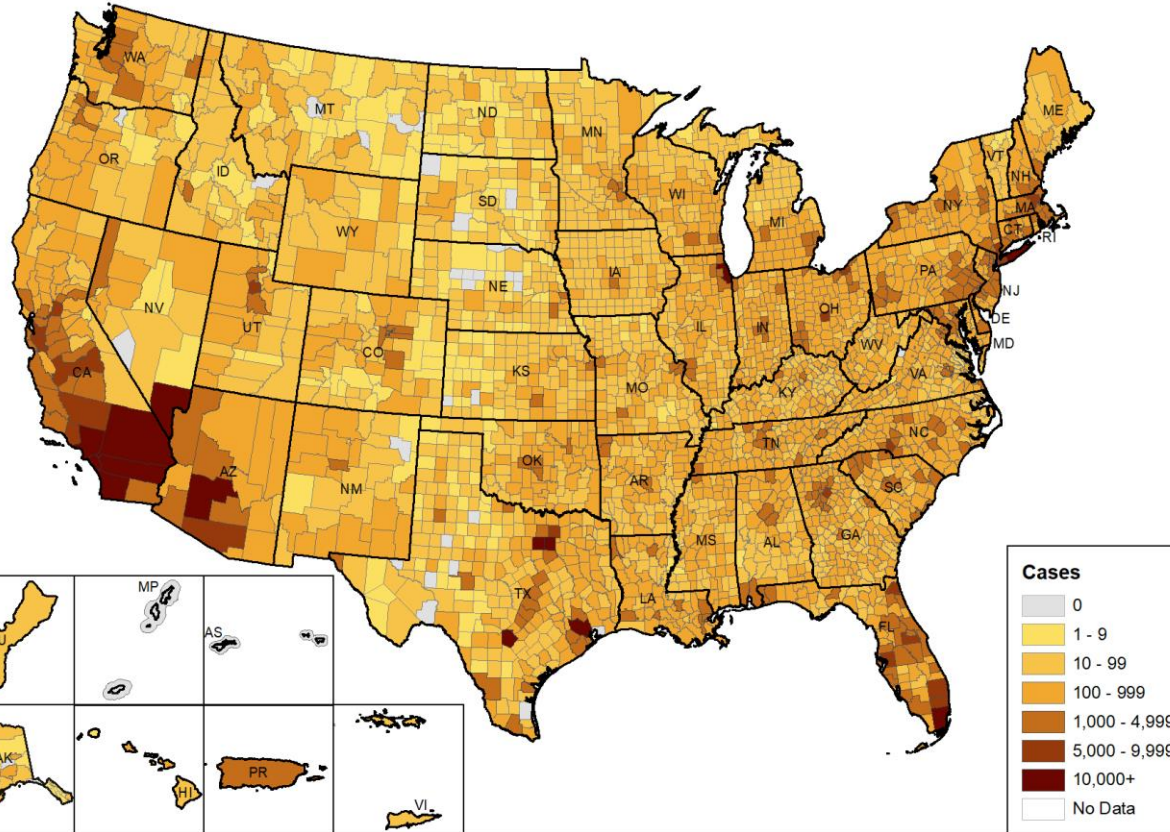 WA
MT
ND
MN
ME
OR
ID
SD
WI
VT
NH
NY
MA
MI
CT
RI
WY
IA
PA
NE
NJ
NV
OH
DE
UT
IL
IN
MD
CO
WV
CA
KS
MO
VA
KY
NC
TN
OK
AZ
AR
SC
NM
MS
AL
GA
TX
LA
FL
MP
AS
AK
HI
PR
VI
Cases
0
1 - 9
10 - 99
100 - 999
1,000 - 4,999
5,000 - 9,999
10,000+
No Data